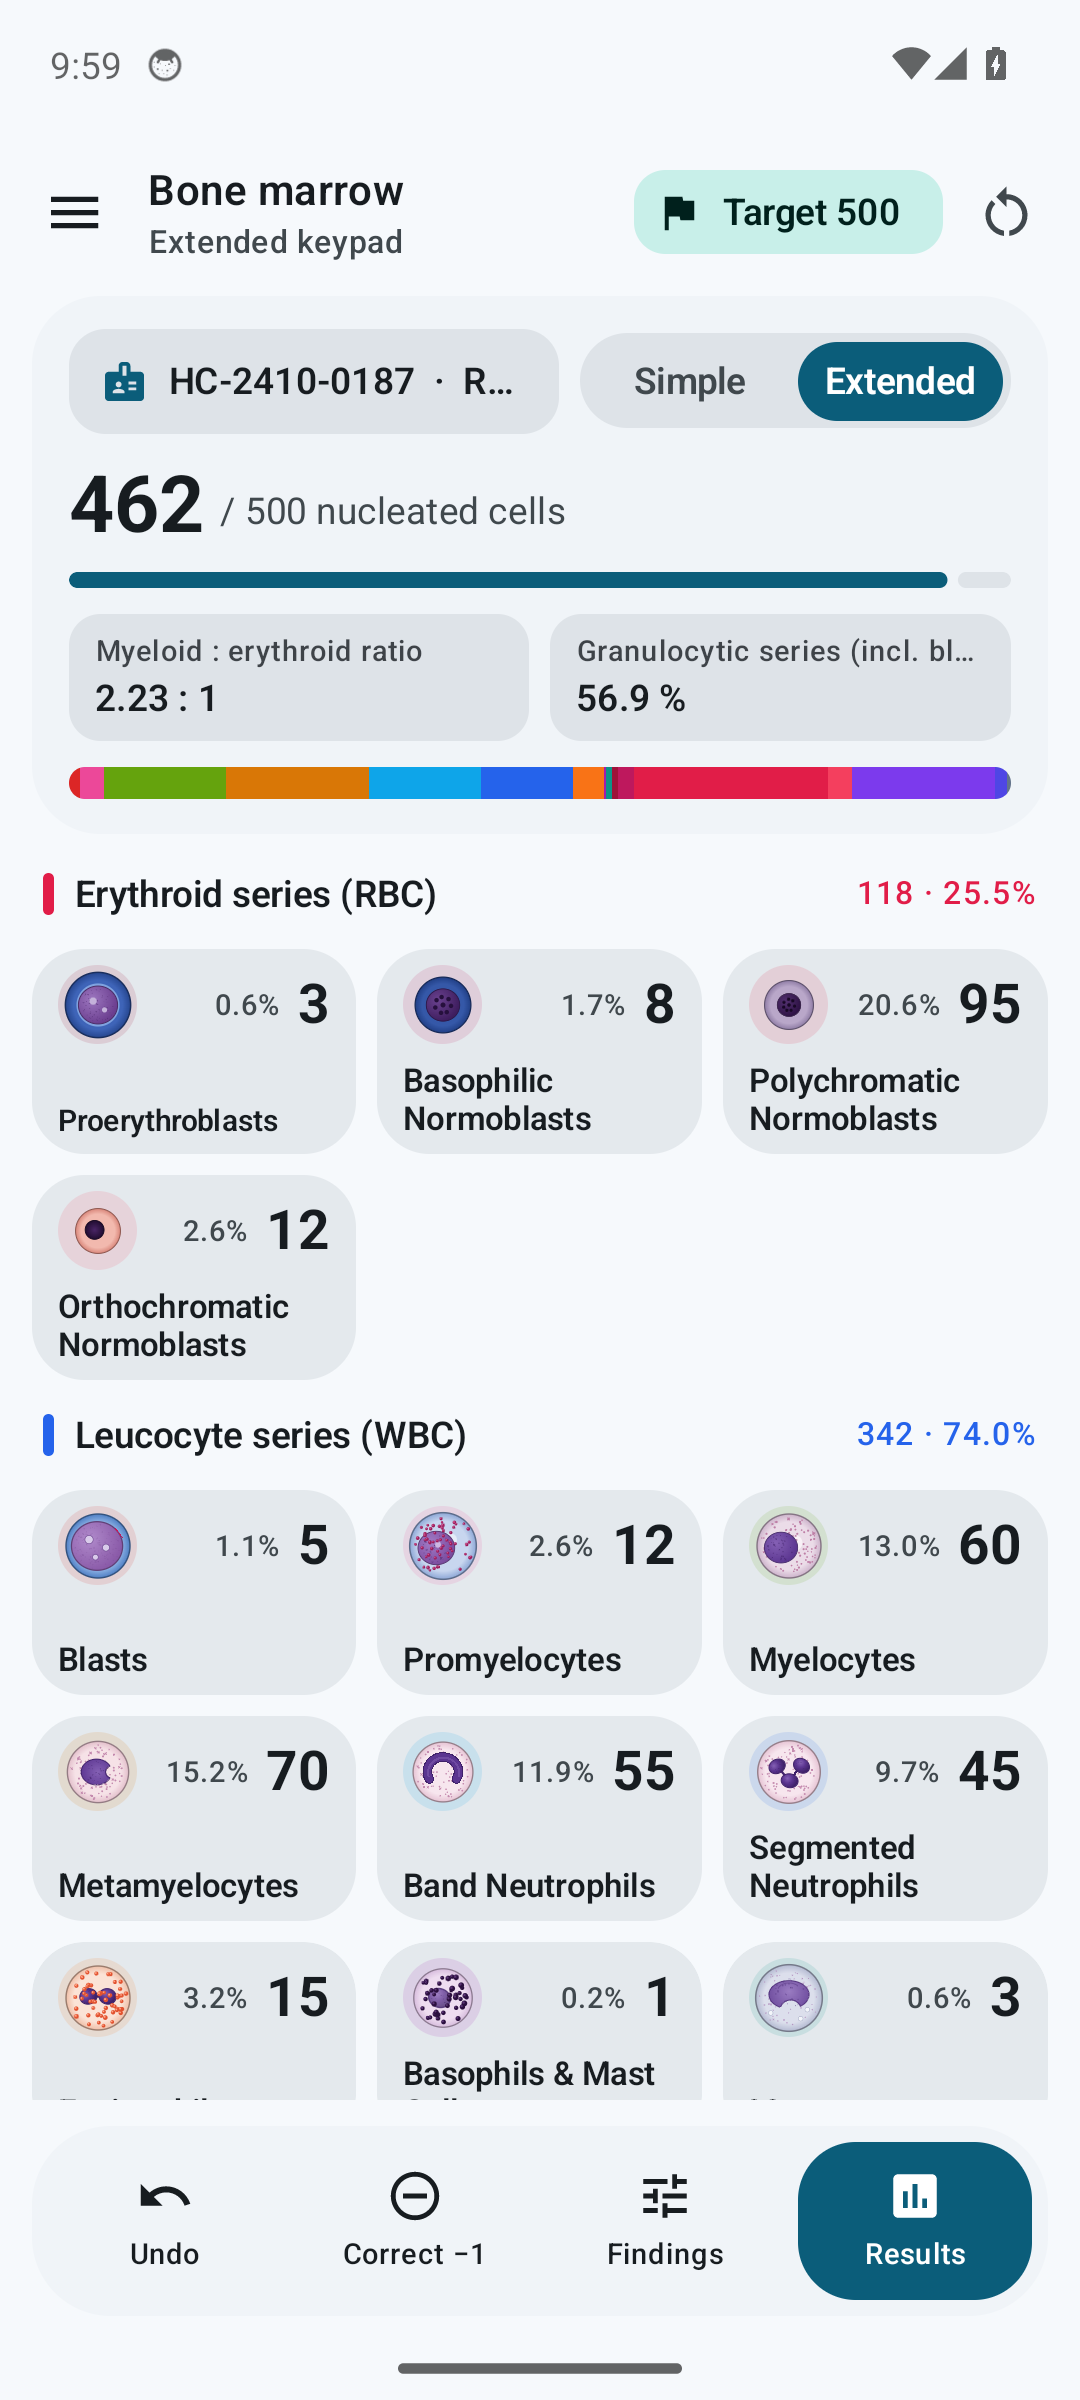 9:59
Bone marrow
Extended keypad
Target 500
HC-2410-0187 · R...
Simple
Extended
462 / 500 nucleated cells
Myeloid : erythroid ratio
2.23 : 1
Granulocytic series (incl. bl...
56.9 %
Erythroid series (RBC)
118 · 25.5%
0.6% 3
Proerythroblasts
1.7% 8
Basophilic
Normoblasts
20.6% 95
Polychromatic
Normoblasts
2.6% 12
Orthochromatic
Normoblasts
Leucocyte series (WBC)
342 · 74.0%
1.1% 5
Blasts
2.6% 12
Promyelocytes
13.0% 60
Myelocytes
15.2% 70
Metamyelocytes
11.9% 55
Band Neutrophils
9.7% 45
Segmented
Neutrophils
3.2% 15
0.2% 1
Basophils & Mast
0.6% 3
Undo
Correct −1
Findings
Results